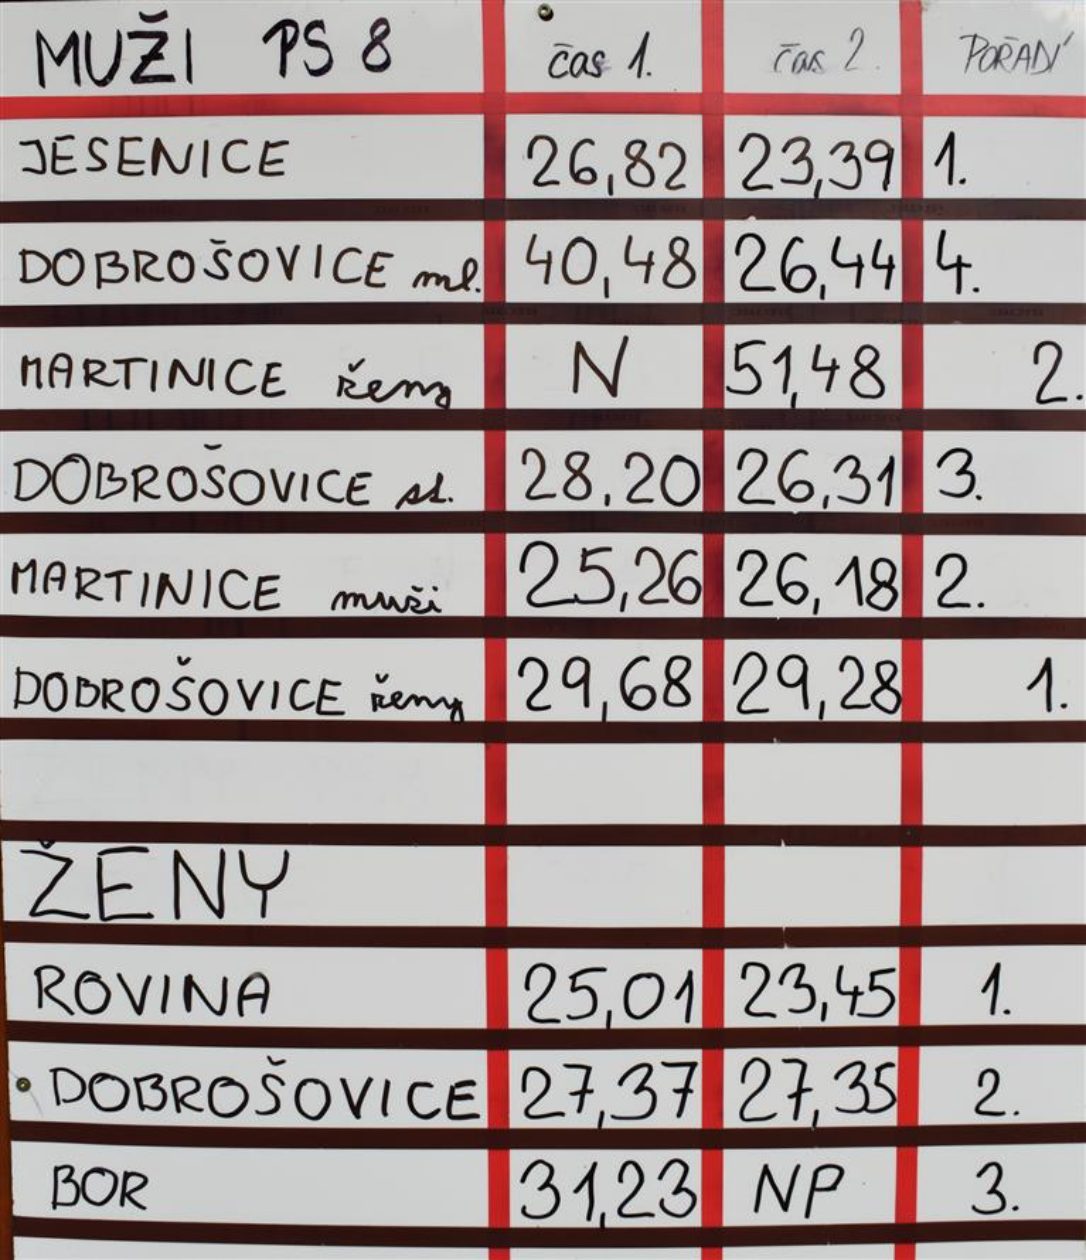 MUŽI PS 8 čas 1. čas 2. POŘADÍ
JESENICE 26,82 23,39 1.
DOBROŠOVICE ml. 40,48 26,44 4.
MARTINICE ženy N 51,48 2.
DOBROŠOVICE st. 28,20 26,31 3.
MARTINICE muži 25,26 26,18 2.
DOBROŠOVICE ženy 29,68 29,28 1.
ŽENY
ROVINA 25,01 23,45 1.
DOBROŠOVICE 27,37 27,35 2.
BOR 31,23 NP 3.